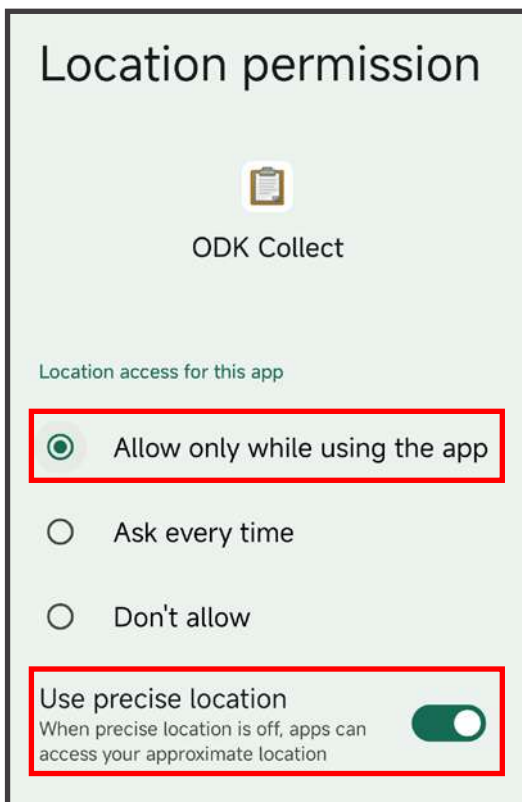 Location permission
ODK Collect
Location access for this app
Allow only while using the app
Ask every time
Don't allow
Use precise location
When precise location is off, apps can
access your approximate location